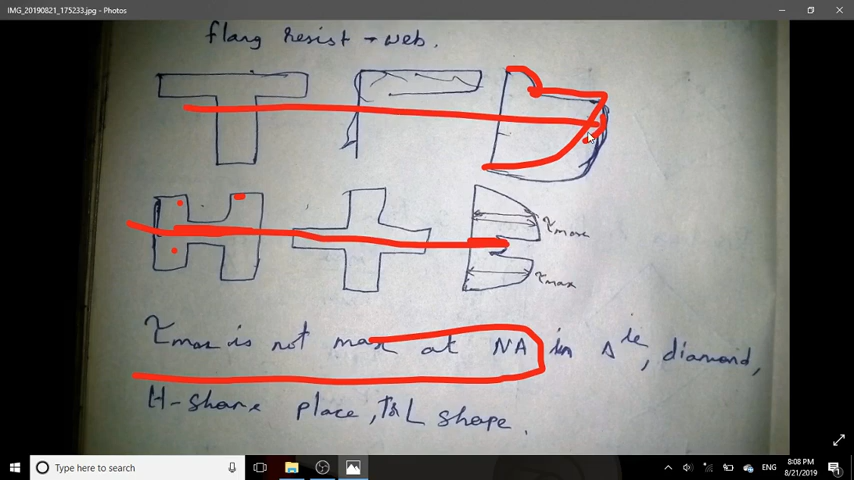 IMG_20190821_175233.jpg - Photos
flang resist → web.
τmax
τmax
τmax is not max at NA in Δle, diamond,
H-shape place, T& L shape.
Type here to search
ENG
8:08 PM
8/21/2019